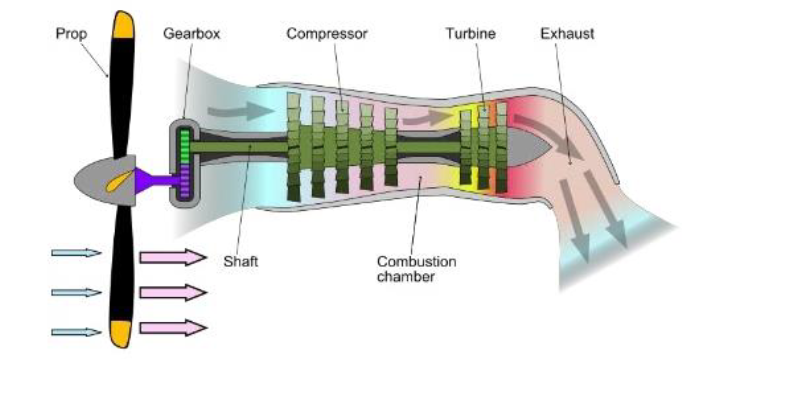 Prop
Gearbox
Compressor
Turbine
Exhaust
Shaft
Combustion
chamber